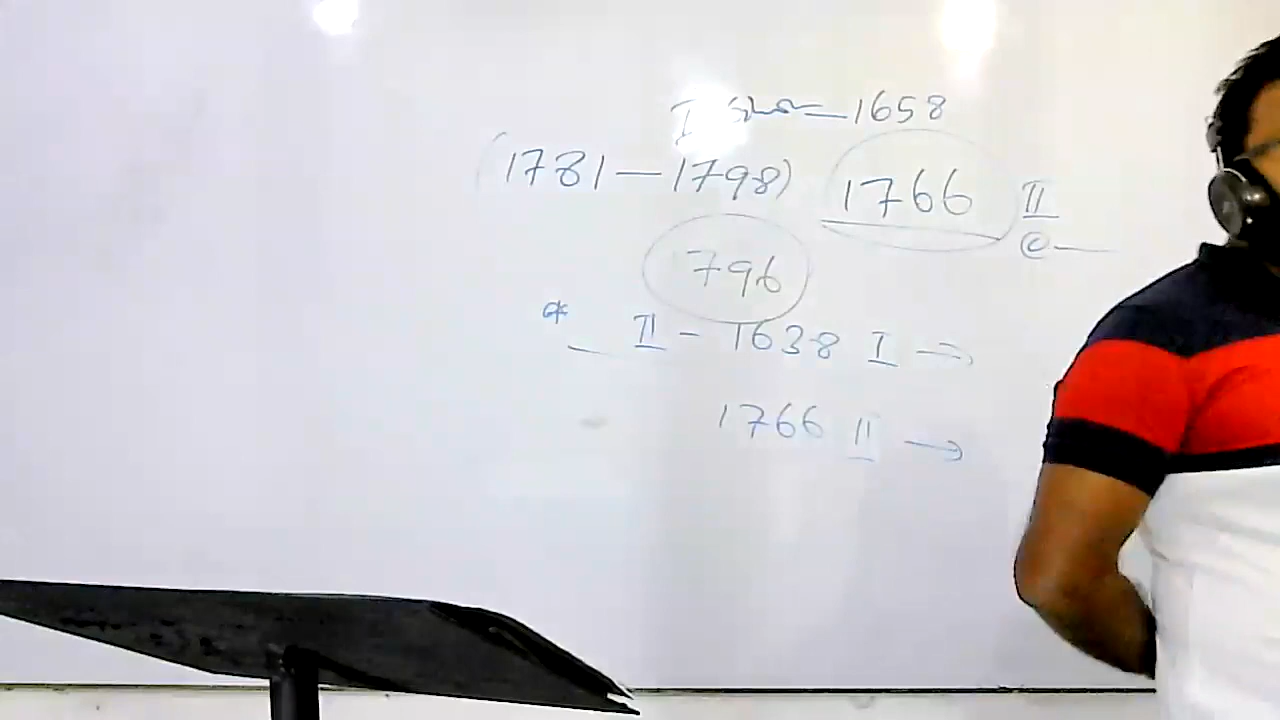 I = 1658
(1781 — 1798) 1766 II
@ —
796
* II - 1638 I ⇒
1766 II →